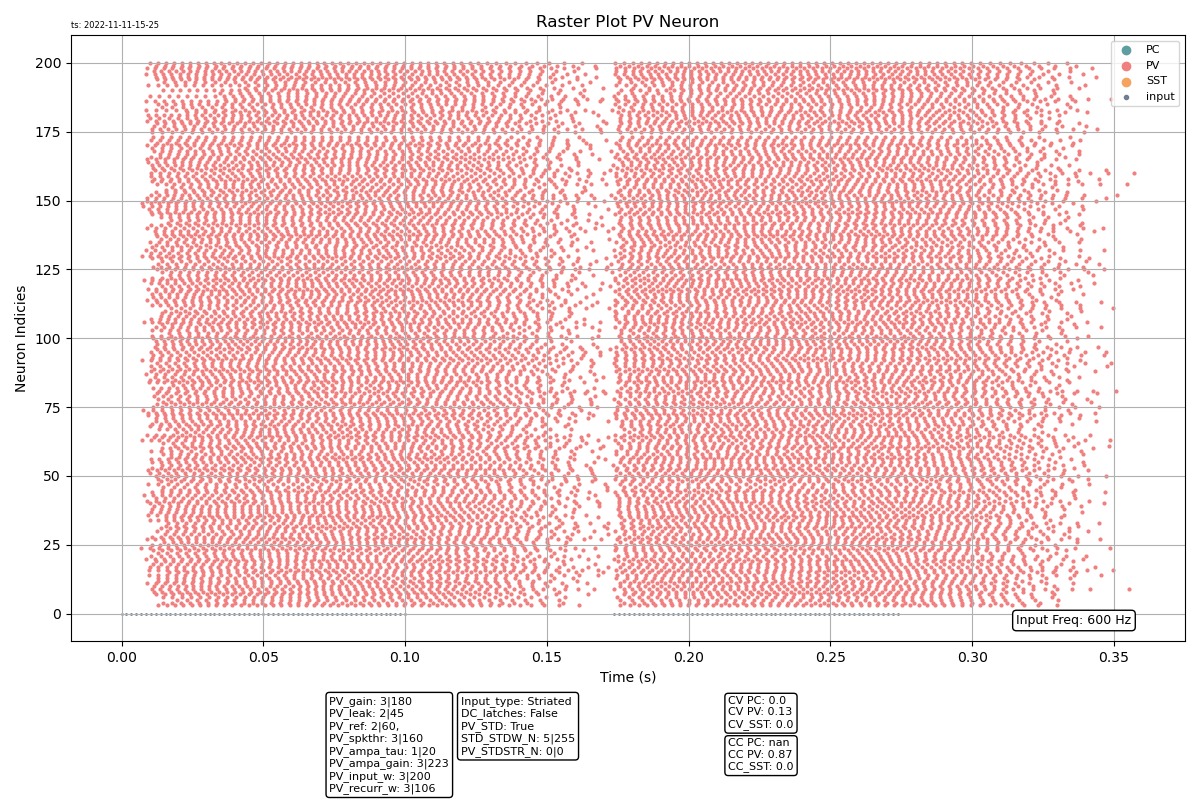 ts: 2022-11-11-15-25
Raster Plot PV Neuron
PC
PV
SST
input
200
175
150
125
100
75
50
25
0
Neuron Indicies
Input Freq: 600 Hz
0.00 0.05 0.10 0.15 0.20 0.25 0.30 0.35
Time (s)
PV_gain: 3|180
PV_leak: 2|45
PV_ref: 2|60,
PV_spkthr: 3|160
PV_ampa_tau: 1|20
PV_ampa_gain: 3|223
PV_input_w: 3|200
PV_recurr_w: 3|106
Input_type: Striated
DC_latches: False
PV_STD: True
STD_STDW_N: 5|255
PV_STDSTR_N: 0|0
CV PC: 0.0
CV PV: 0.13
CV_SST: 0.0
CC PC: nan
CC PV: 0.87
CC_SST: 0.0